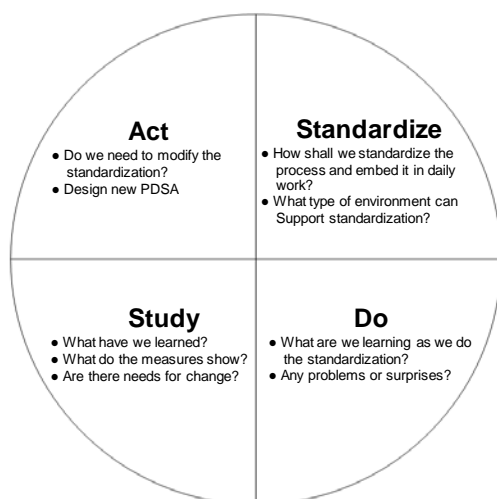 Act
● Do we need to modify the
standardization?
● Design new PDSA
Standardize
● How shall we standardize the
process and embed it in daily
work?
● What type of environment can
Support standardization?
Study
● What have we learned?
● What do the measures show?
● Are there needs for change?
Do
● What are we learning as we do
the standardization?
● Any problems or surprises?